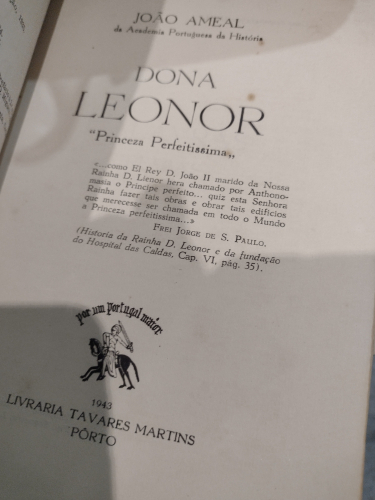 JOÃO AMEAL
da Academia Portuguesa da História
DONA
LEONOR
"Princeza Perfeitissima„
«...como El Rey D. João II marido da Nossa
Rainha D. Lienor hera chamado por Anthono-
masia o Principe perfeito... quiz esta Senhora
Rainha fazer tais obras e obrar tais edificios
que merecesse ser chamada em todo o Mundo
a Princeza perfeitissima...»
FREI JORGE DE S. PAULO.
(Historia da Rainha D. Leonor e da fundação
do Hospital das Caldas, Cap. VI, pág. 35).
por um portugal maior
1943
LIVRARIA TAVARES MARTINS
PÔRTO